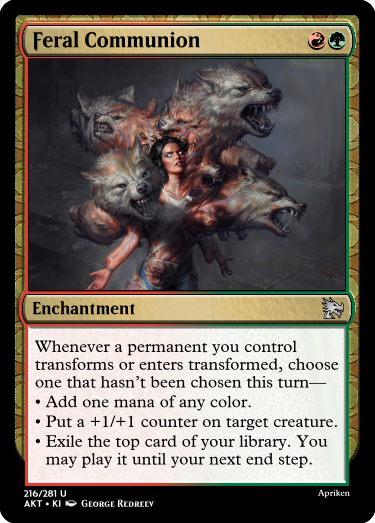 Feral Communion
Enchantment
Whenever a permanent you control
transforms or enters transformed, choose
one that hasn't been chosen this turn—
• Add one mana of any color.
• Put a +1/+1 counter on target creature.
• Exile the top card of your library. You
may play it until your next end step.
216/281 U
Apriken
AKT • KI George Redreev